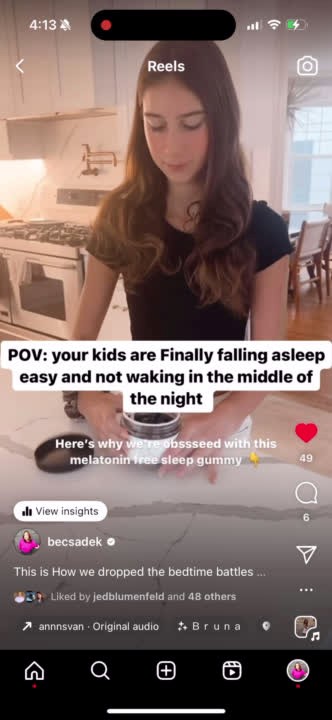 4:13
Reels
POV: your kids are Finally falling asleep
easy and not waking in the middle of
the night
Here's why we're obssseed with this
melatonin free sleep gummy 👇
49
6
View insights
becsadek
This is How we dropped the bedtime battles ...
Liked by jedblumenfeld and 48 others
annnsvan · Original audio
B r u n a